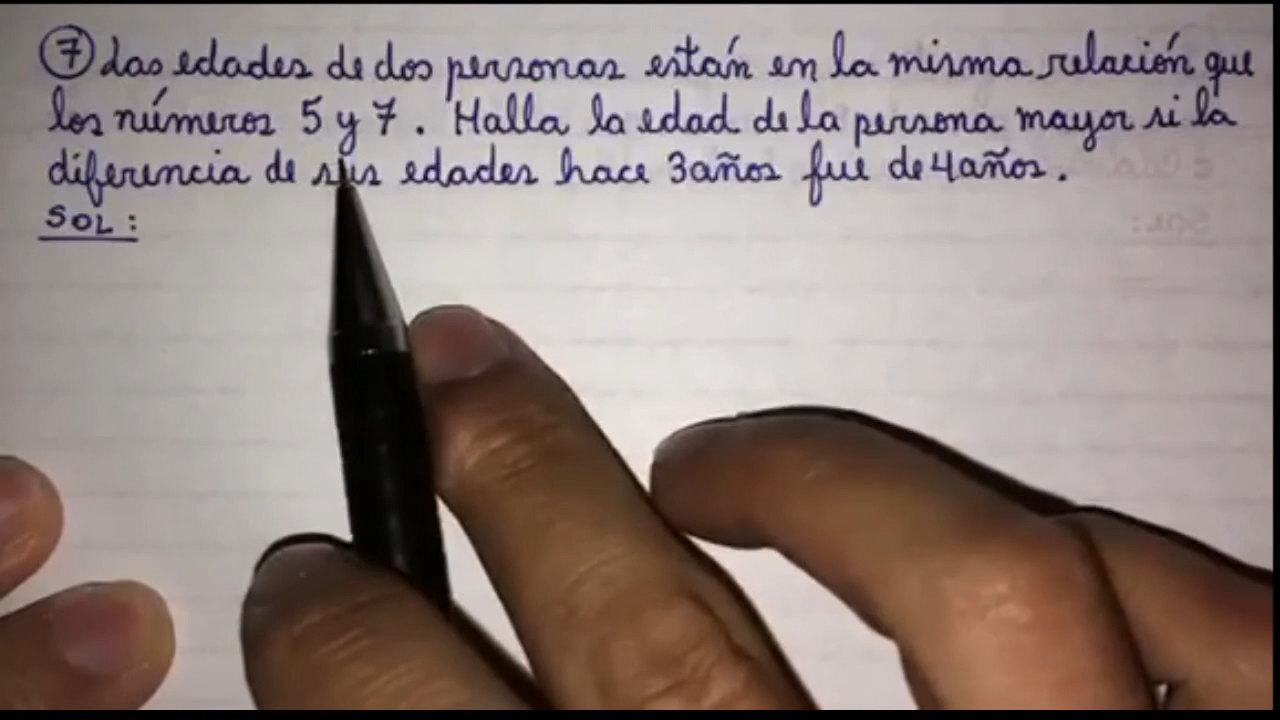 7 Las edades de dos personas están en la misma relación que
los números 5 y 7. Halla la edad de la persona mayor si la
diferencia de sus edades hace 3 años fue de 4 años.
SOL: